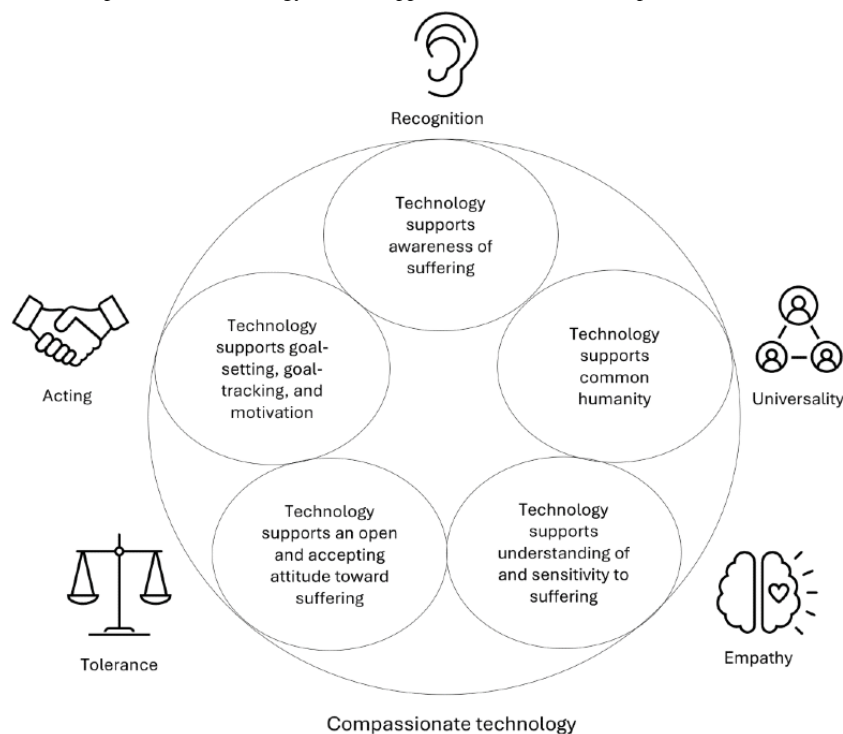 Recognition
Technology
supports
awareness of
suffering
Technology
supports goal-
setting, goal-
tracking, and
motivation
Acting
Technology
supports
common
humanity
Universality
Technology
supports an open
and accepting
attitude toward
suffering
Tolerance
Technology
supports
understanding of
and sensitivity to
suffering
Empathy
Compassionate technology